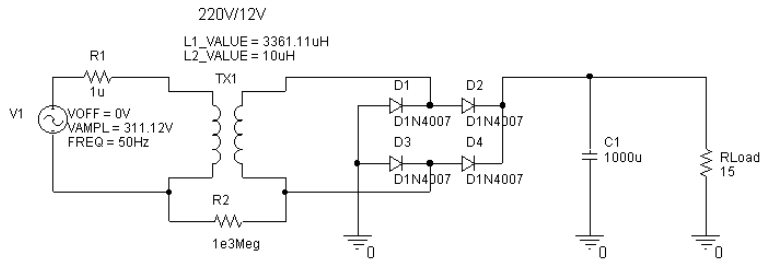 220V/12V
L1_VALUE = 3361.11uH
L2_VALUE = 10uH
R1
1u
TX1
V1
VOFF = 0V
VAMPL = 311.12V
FREQ = 50Hz
D1
D1N4007
D2
D1N4007
D3
D1N4007
D4
D1N4007
C1
1000u
RLoad
15
R2
1e3Meg
0
0
0